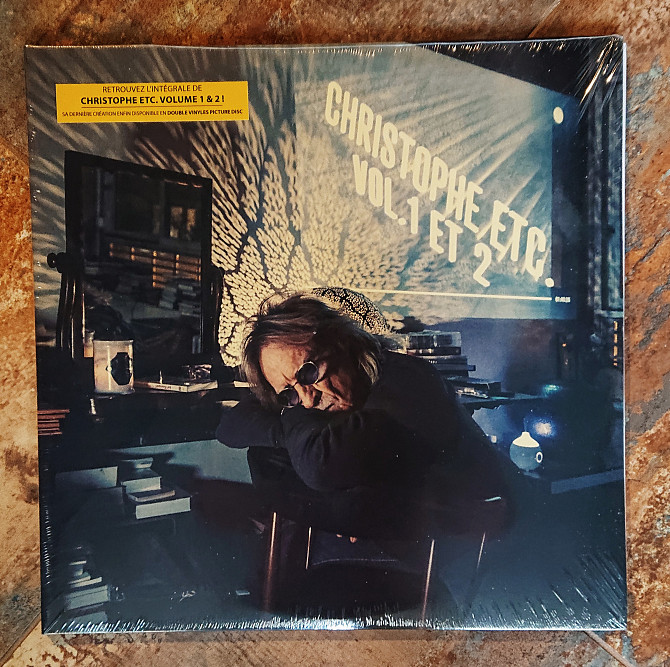 RETROUVEZ L'INTÉGRALE DE
CHRISTOPHE ETC. VOLUME 1 & 2 !
SA DERNIÈRE CRÉATION ENFIN DISPONIBLE EN DOUBLE VINYLES PICTURE DISC
CHRISTOPHE, ETC.
VOL.1 ET 2